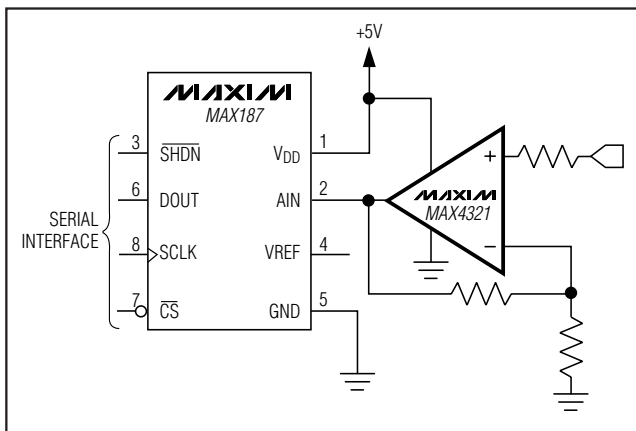 +5V
MAXIM
MAX187
3 SHDN
VDD 1
6 DOUT
AIN 2
SERIAL
INTERFACE
8 SCLK
VREF 4
7 CS
GND 5
+
MAXIM
MAX4321
−